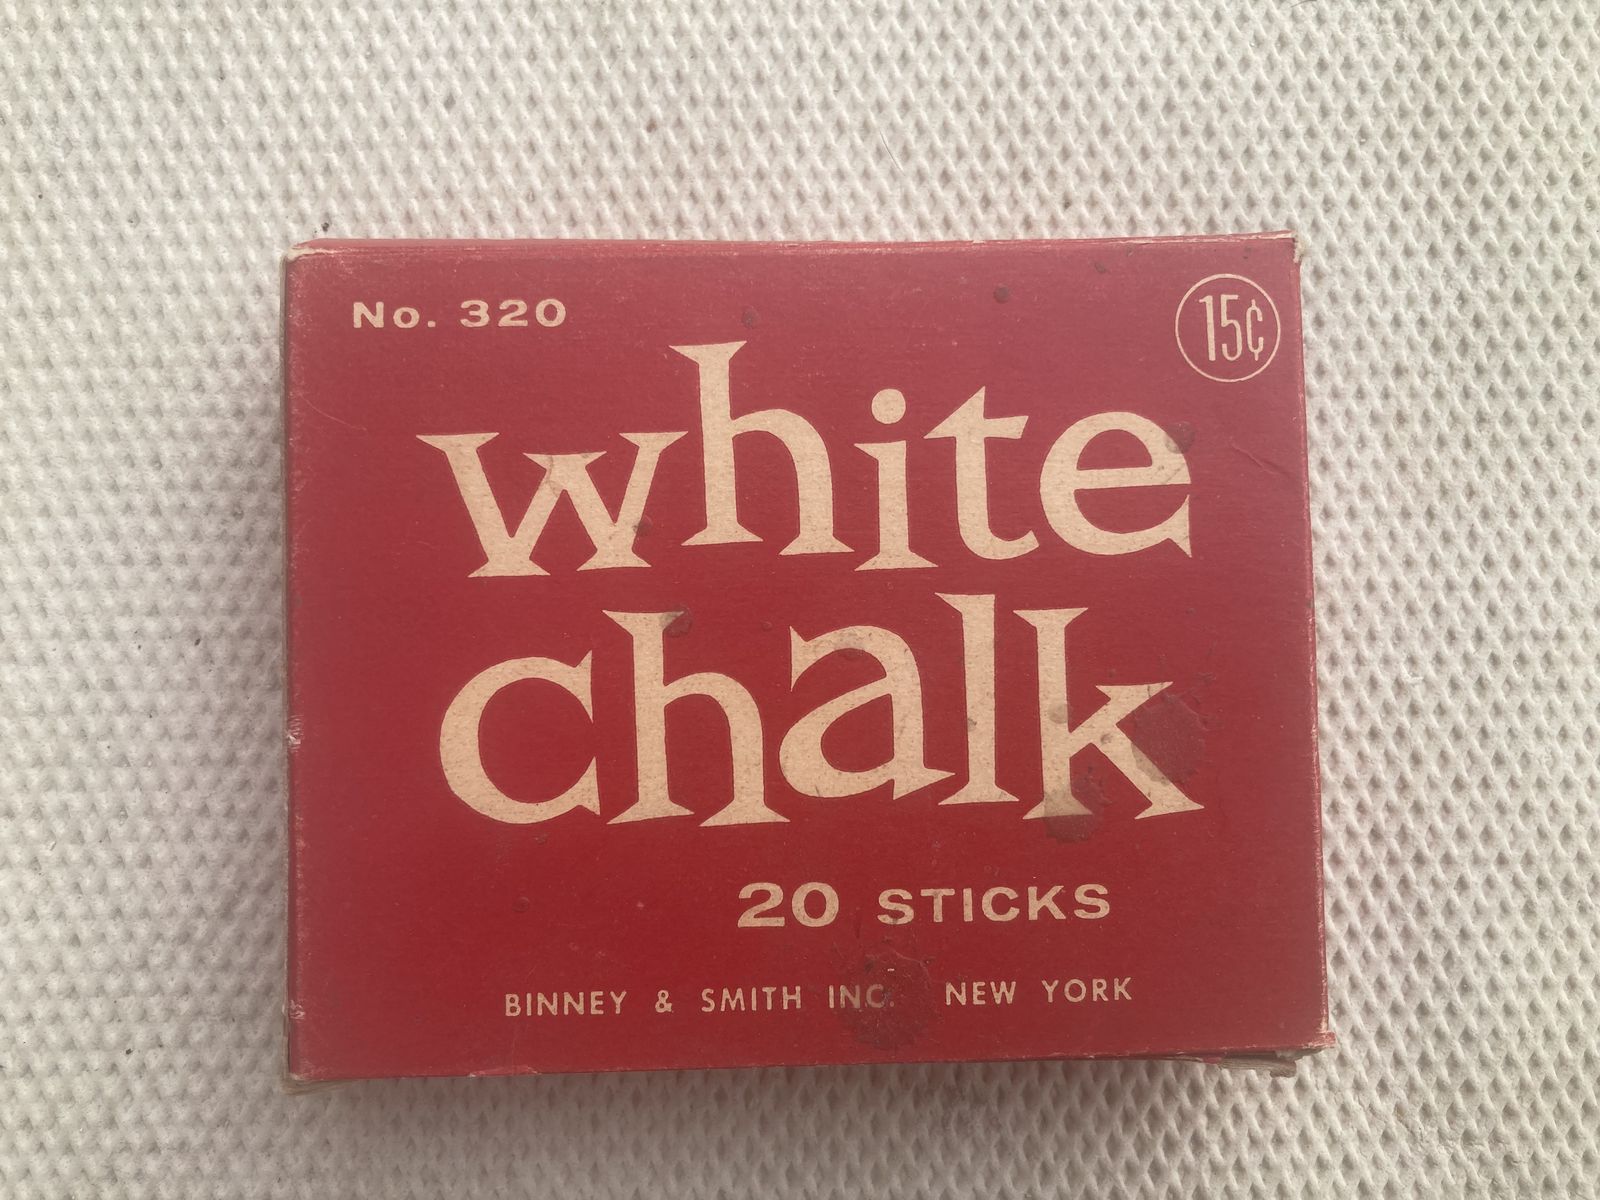 No. 320
15¢
white
chalk
20 STICKS
BINNEY & SMITH INC. NEW YORK